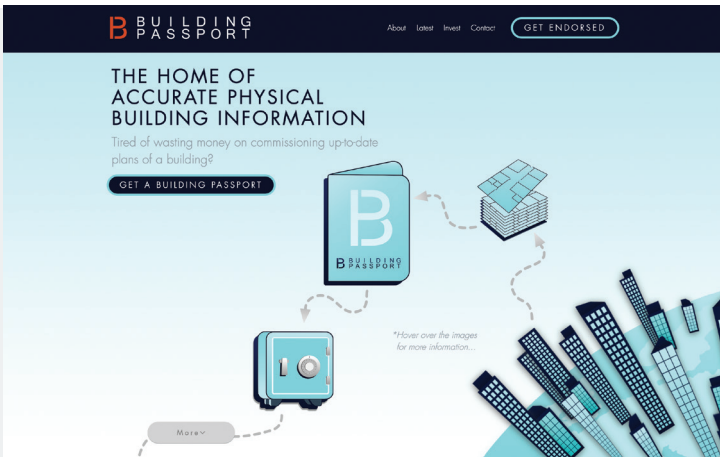 BUILDING
PASSPORT
About Latest Invest Contact GET ENDORSED
THE HOME OF
ACCURATE PHYSICAL
BUILDING INFORMATION
Tired of wasting money on commissioning up-to-date
plans of a building?
GET A BUILDING PASSPORT
B
BUILDING
PASSPORT
*Hover over the images
for more information...
More